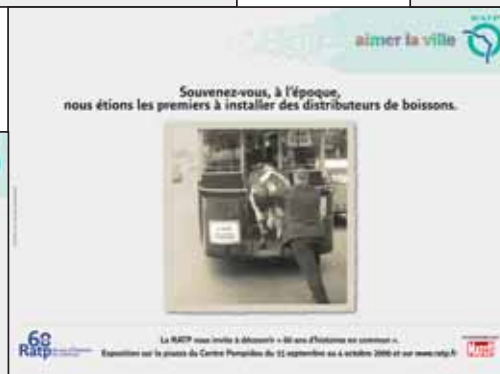 RATP
aimer la ville
Souvenez-vous, à l'époque,
nous étions les premiers à installer des distributeurs de boissons.
60
Ratp
La RATP vous invite à découvrir « 60 ans d'histoires en commun ».
Exposition sur la piazza du Centre Pompidou du 15 septembre au 4 octobre 2009 et sur www.ratp.fr